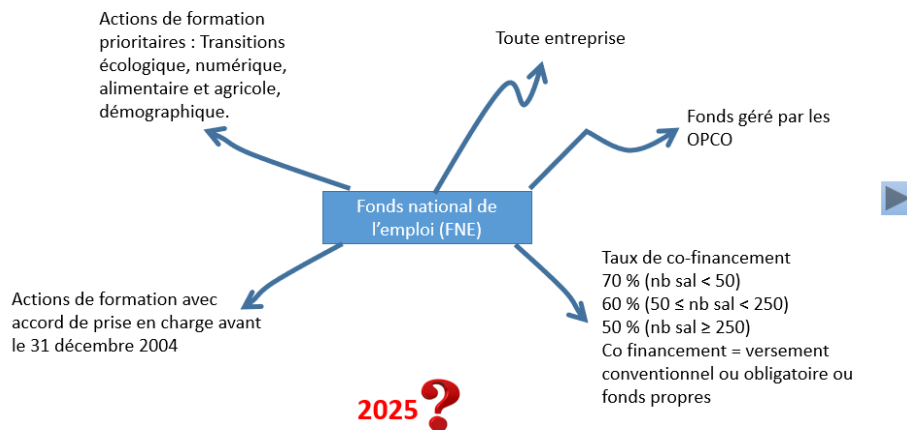 Actions de formation
prioritaires : Transitions
écologique, numérique,
alimentaire et agricole,
démographique.
Toute entreprise
Fonds géré par les
OPCO
Fonds national de
l’emploi (FNE)
Actions de formation avec
accord de prise en charge avant
le 31 décembre 2004
Taux de co-financement
70 % (nb sal < 50)
60 % (50 ≤ nb sal < 250)
50 % (nb sal ≥ 250)
Co financement = versement
conventionnel ou obligatoire ou
fonds propres
2025 ?